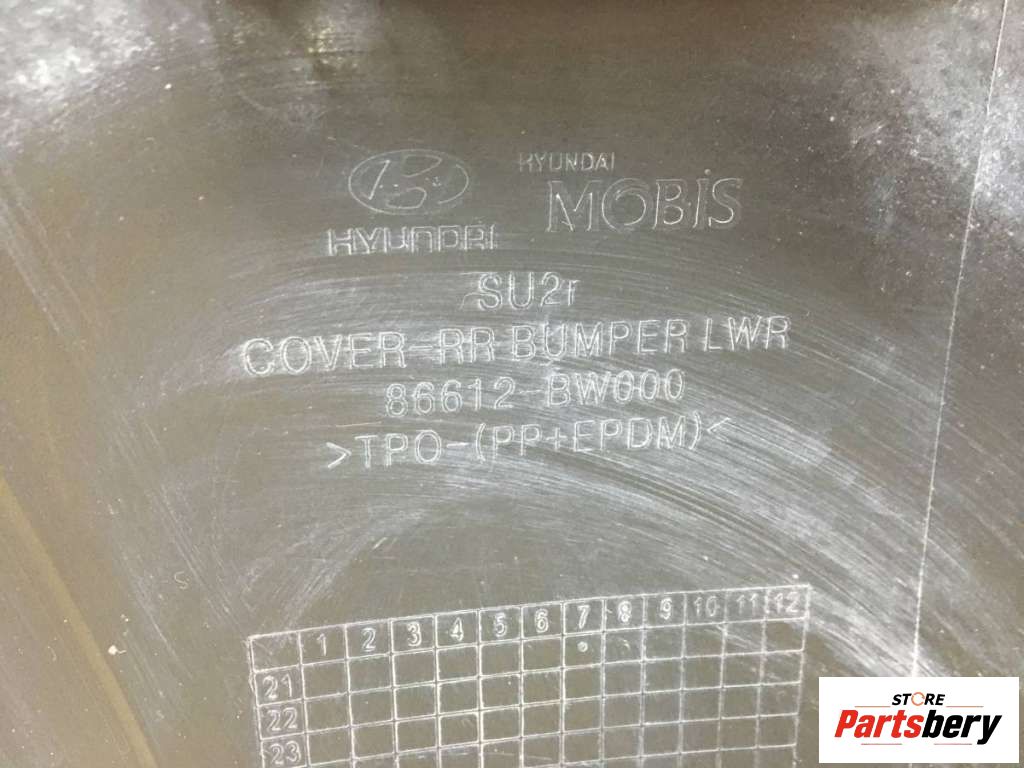 HYUNDAI
HYUNDAI
MOBIS
SU2r
COVER-RR BUMPER LWR
86612-BW000
>TPO-(PP+EPDM)<
1 2 3 4 5 6 7 8 9 10 11 12
21
22
23
STORE
Partsbery